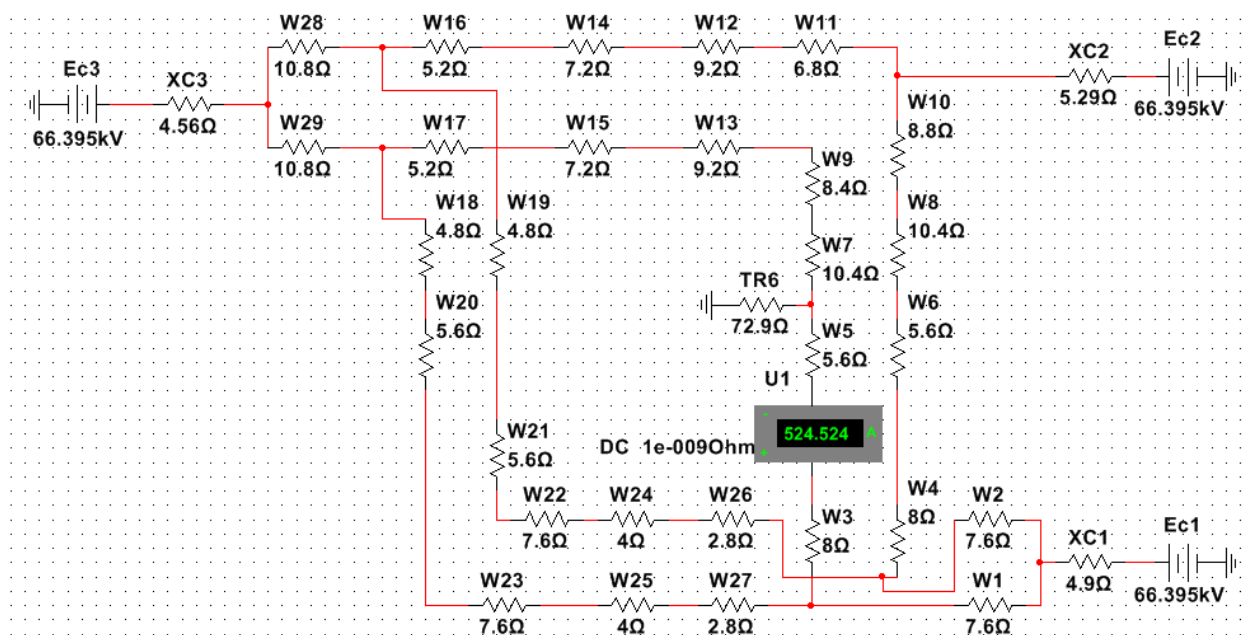 W28
W16
W14
W12
W11
Ec3
XC3
10.8Ω
5.2Ω
7.2Ω
9.2Ω
6.8Ω
XC2
Ec2
66.395kV
4.56Ω
W29
W17
W15
W13
W10
8.8Ω
5.29Ω
66.395kV
10.8Ω
5.2Ω
7.2Ω
9.2Ω
W9
8.4Ω
W18
4.8Ω
W19
4.8Ω
W8
10.4Ω
W7
10.4Ω
TR6
72.9Ω
W20
5.6Ω
W6
5.6Ω
W5
5.6Ω
U1
-
524.524 A
+
DC 1e-009Ohm
W21
5.6Ω
W22
W24
W26
W3
8Ω
W4
8Ω
W2
7.6Ω
4Ω
2.8Ω
7.6Ω
XC1
4.9Ω
Ec1
66.395kV
W23
W25
W27
W1
7.6Ω
4Ω
2.8Ω
7.6Ω